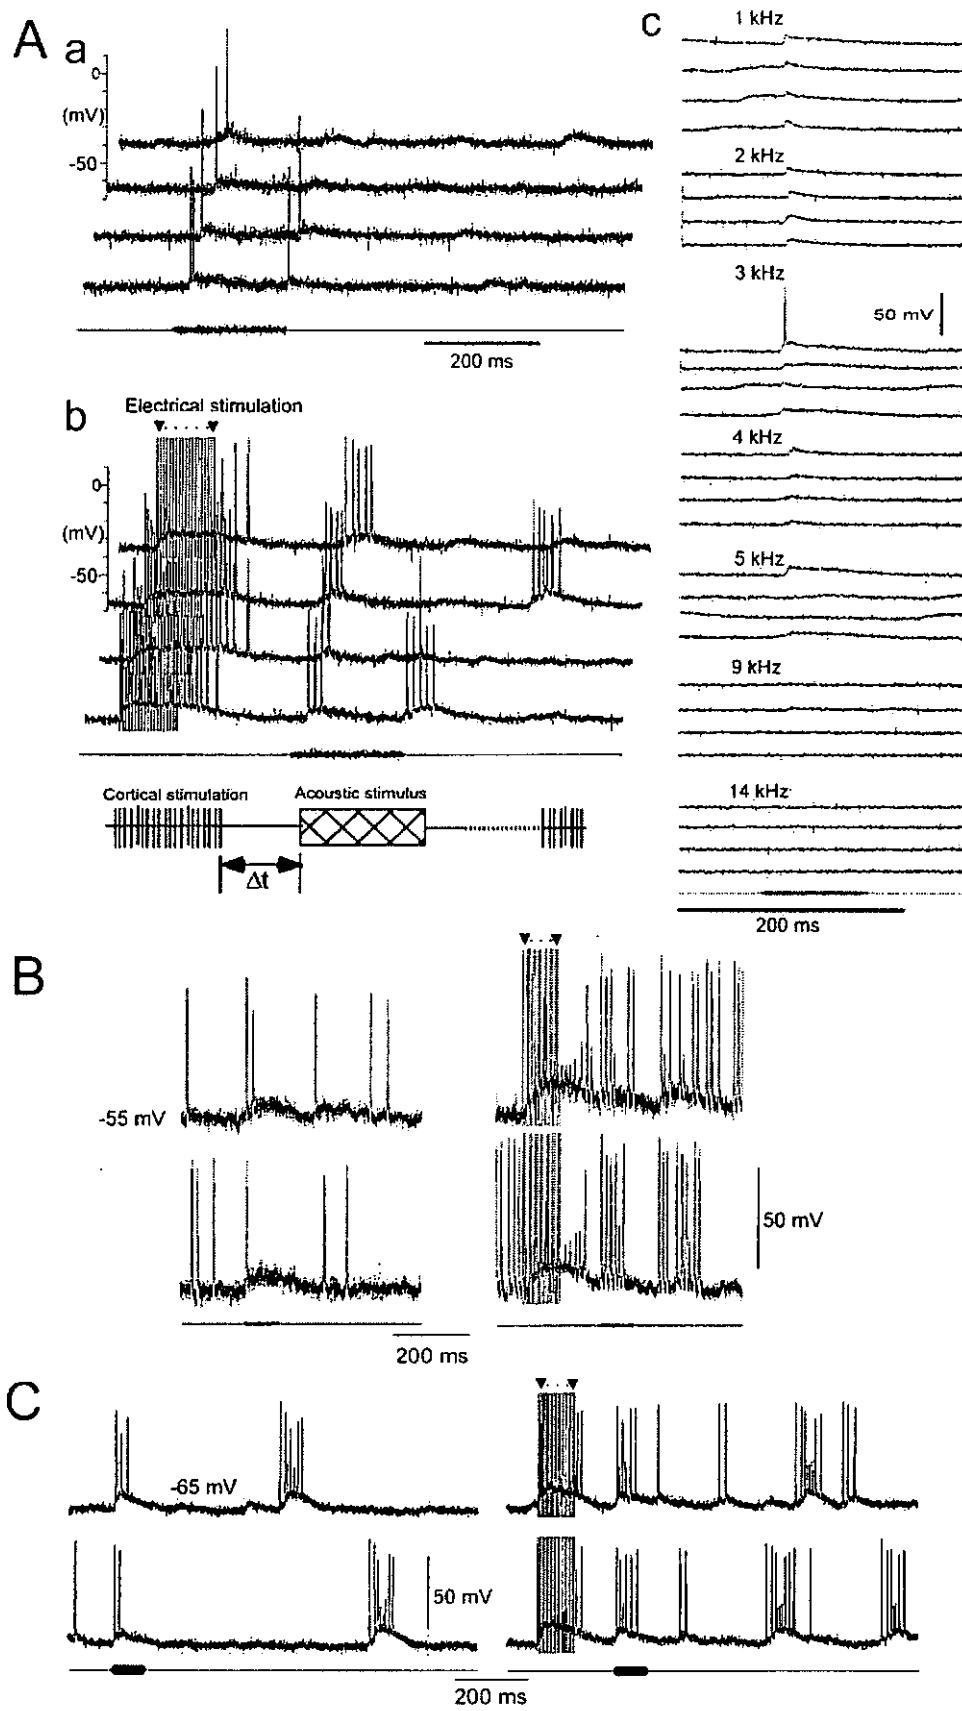 A
a
0
(mV)
-50
200 ms
b
Electrical stimulation
0
(mV)
-50
Cortical stimulation
Acoustic stimulus
Δt
c
1 kHz
2 kHz
3 kHz
50 mV
4 kHz
5 kHz
9 kHz
14 kHz
200 ms
B
-55 mV
50 mV
200 ms
C
-65 mV
50 mV
200 ms